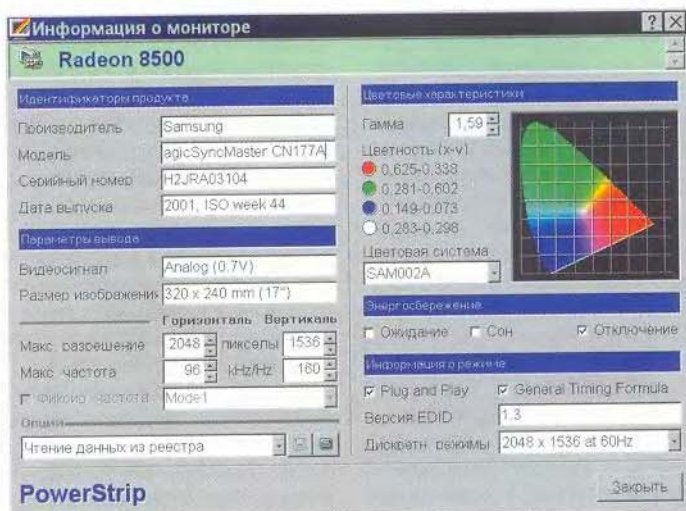 Информация о мониторе
Radeon 8500
Идентификаторы продукта
Производитель Samsung
Модель agicSyncMaster CN177A
Серийный номер H2JRA03104
Дата выпуска 2001, ISO week 44
Параметры вывода
Видеосигнал Analog (0.7V)
Размер изображения 320 x 240 mm (17")
Горизонталь Вертикаль
Макс. разрешение 2048 пикселы 1536
Макс. частота 96 kHz/Hz 160
Фиксир. частота Mode1
Опции
Чтение данных из реестра
Цветовые характеристики
Гамма 1,59
Цветность (x-y)
0.625-0.338
0.281-0.602
0.149-0.073
0.283-0.298
Цветовая система
SAM002A
Энергосбережение
Ожидание Сон Отключение
Информация о режиме
Plug and Play General Timing Formula
Версия EDID 1.3
Дискретн. режимы 2048 x 1536 at 60Hz
PowerStrip
Закрыть